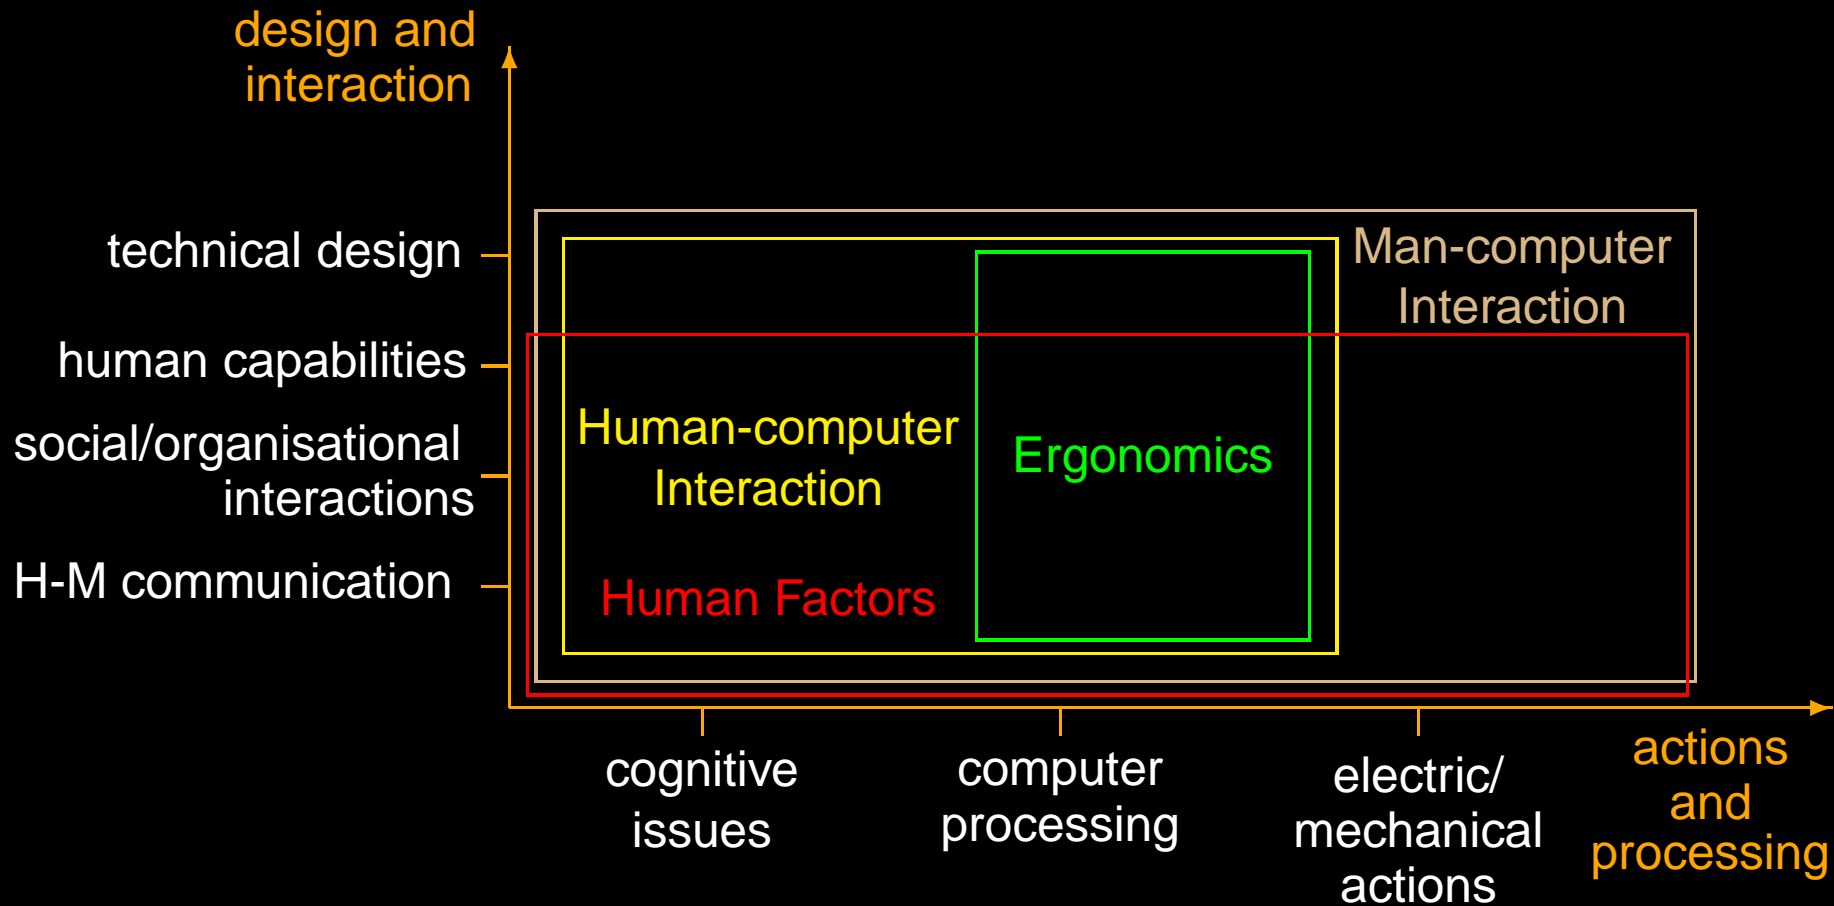 design and
interaction
technical design
human capabilities
social/organisational
interactions
H-M communication
Man-computer
Interaction
Human-computer
Interaction
Ergonomics
Human Factors
cognitive
issues
computer
processing
electric/
mechanical
actions
actions
and
processing